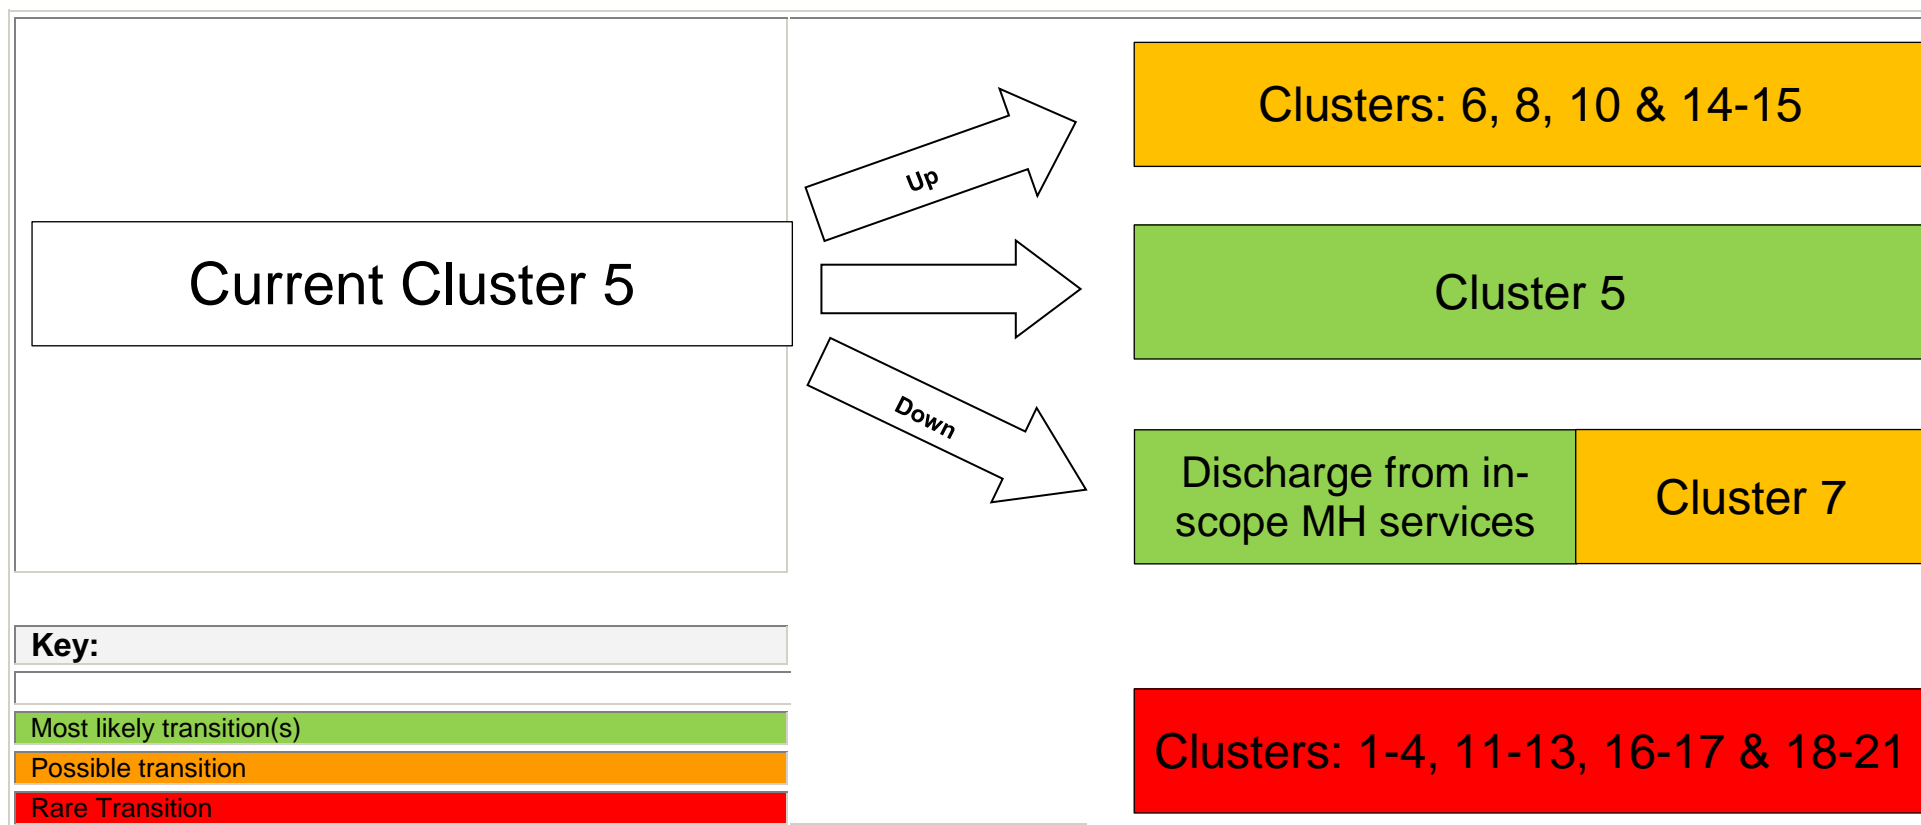 Clusters: 6, 8, 10 & 14-15
Up
Current Cluster 5
Cluster 5
Down
Discharge from in-
scope MH services
Cluster 7
Key:
Most likely transition(s)
Possible transition
Rare Transition
Clusters: 1-4, 11-13, 16-17 & 18-21